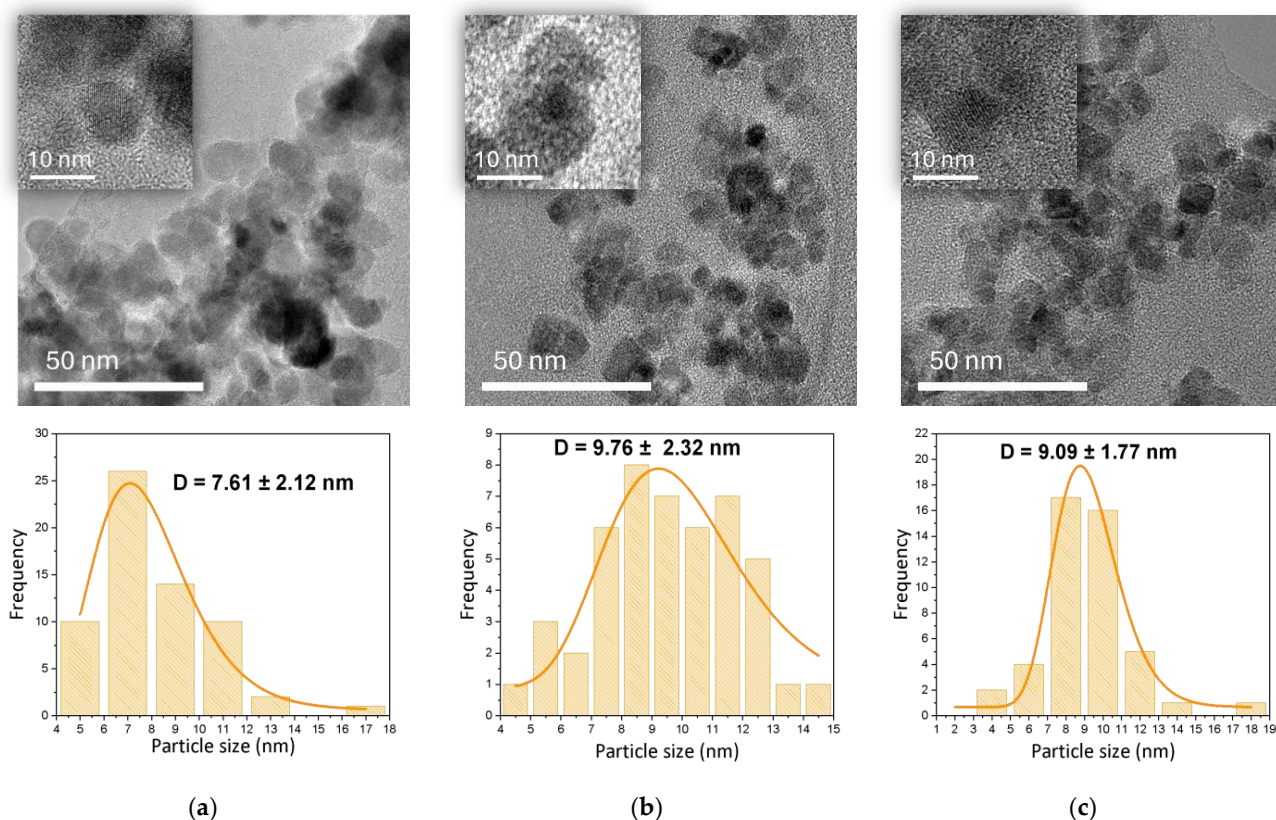 10 nm
50 nm
10 nm
50 nm
10 nm
50 nm
D = 7.61 ± 2.12 nm
Frequency
30
25
20
15
10
5
0
4 5 6 7 8 9 10 11 12 13 14 15 16 17 18
Particle size (nm)
D = 9.76 ± 2.32 nm
Frequency
9
8
7
6
5
4
3
2
1
0
4 5 6 7 8 9 10 11 12 13 14 15
Particle size (nm)
D = 9.09 ± 1.77 nm
Frequency
22
20
18
16
14
12
10
8
6
4
2
0
1 2 3 4 5 6 7 8 9 10 11 12 13 14 15 16 17 18 19
Particle size (nm)
(a)
(b)
(c)